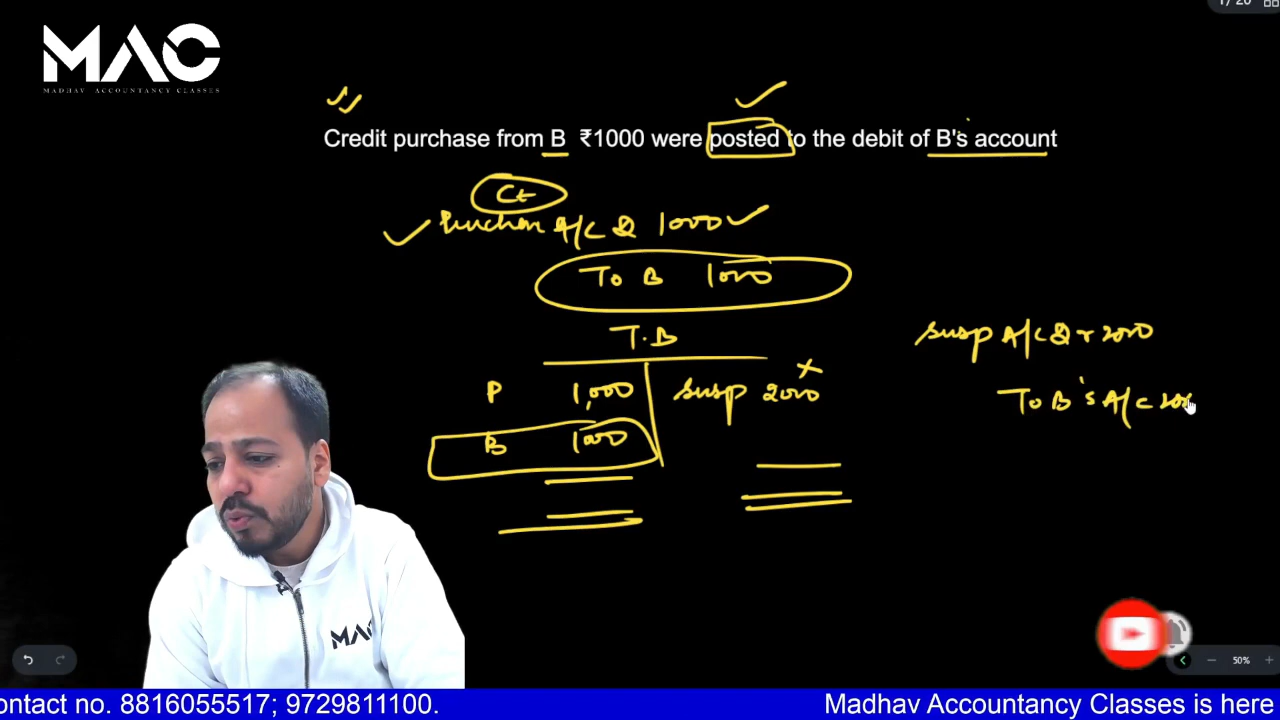 1/20
MAC
MADHAV ACCOUNTANCY CLASSES
Credit purchase from B ₹1000 were posted to the debit of B's account
Purchase A/C Dr 1000
To B 1000
T.B
P 1,000 susp 2000
B 1000
susp A/C Dr 2000
To B's A/C
MAC
50%
ontact no. 8816055517; 9729811100. Madhav Accountancy Classes is here